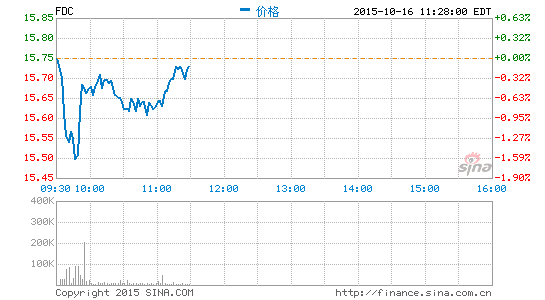 FDC 价格 2015-10-16 11:28:00 EDT
15.85 0.63%
15.80 0.32%
15.75 0.00%
15.70 0.32%
15.65 0.63%
15.60 0.95%
15.55 1.27%
15.50 1.59%
15.45 1.90%
sina
09:30 10:00 11:00 12:00 13:00 14:00 15:00 16:00
400K
300K
200K
100K
Copyright 2015 SINA.COM http://finance.sina.com.cn